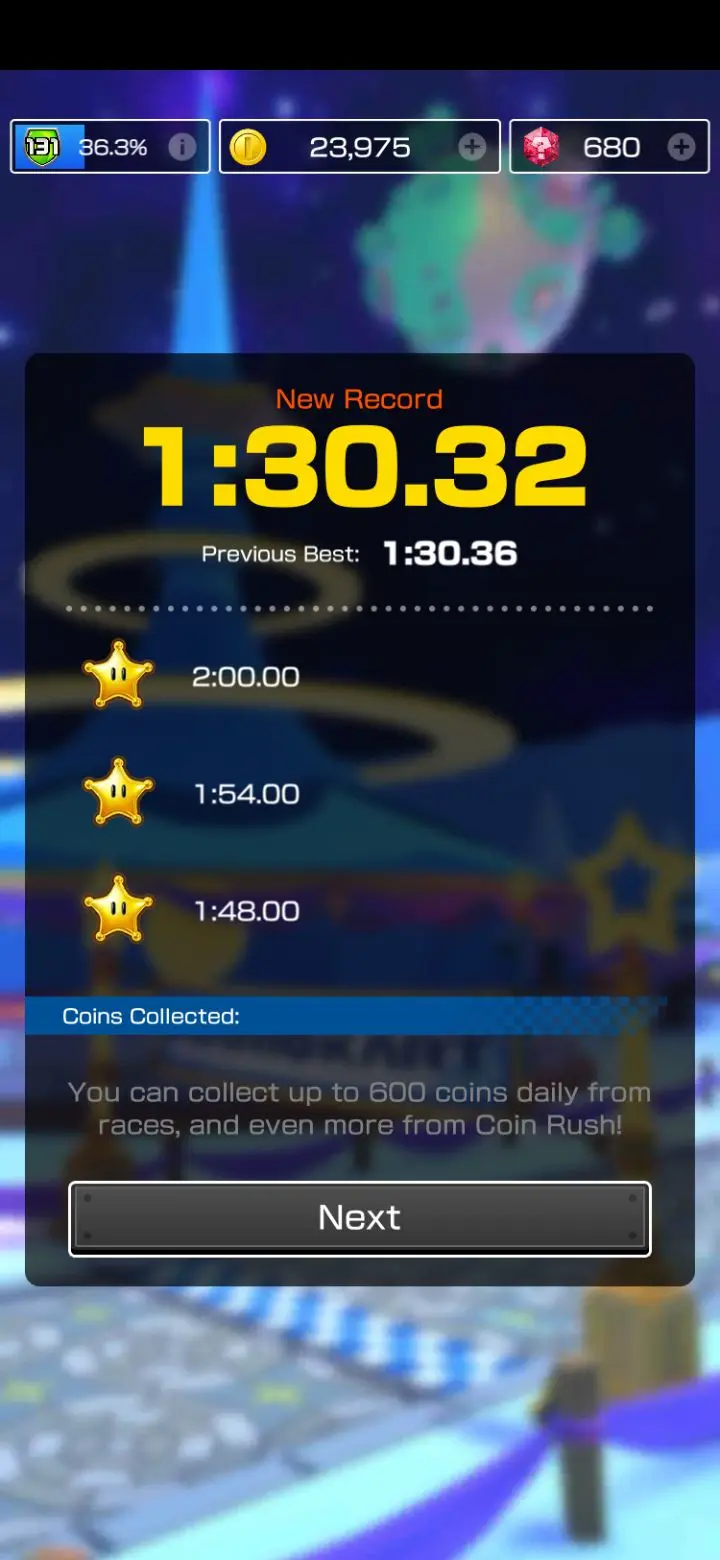 131 36.3% i 23,975 + 680 +
New Record
1:30.32
Previous Best: 1:30.36
2:00.00
1:54.00
1:48.00
Coins Collected:
You can collect up to 600 coins daily from
races, and even more from Coin Rush!
Next